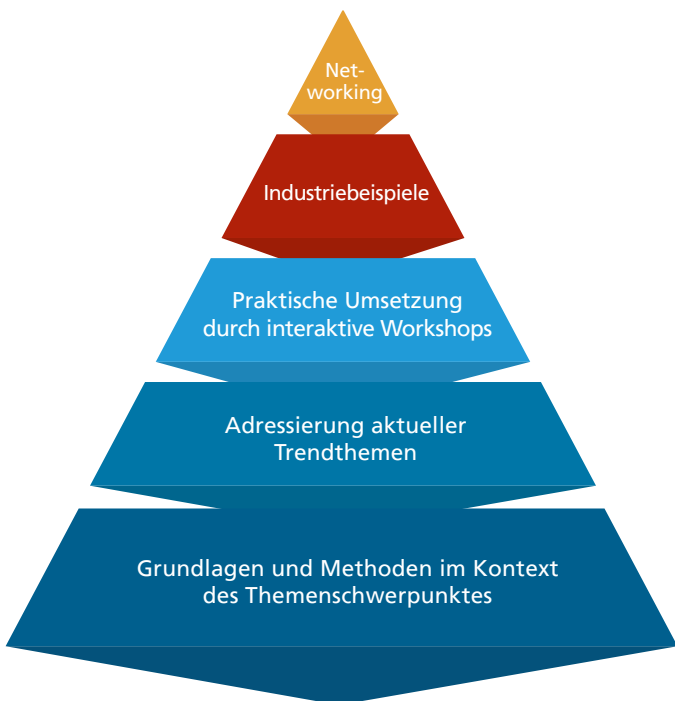 Net-
working
Industriebeispiele
Praktische Umsetzung
durch interaktive Workshops
Adressierung aktueller
Trendthemen
Grundlagen und Methoden im Kontext
des Themenschwerpunktes